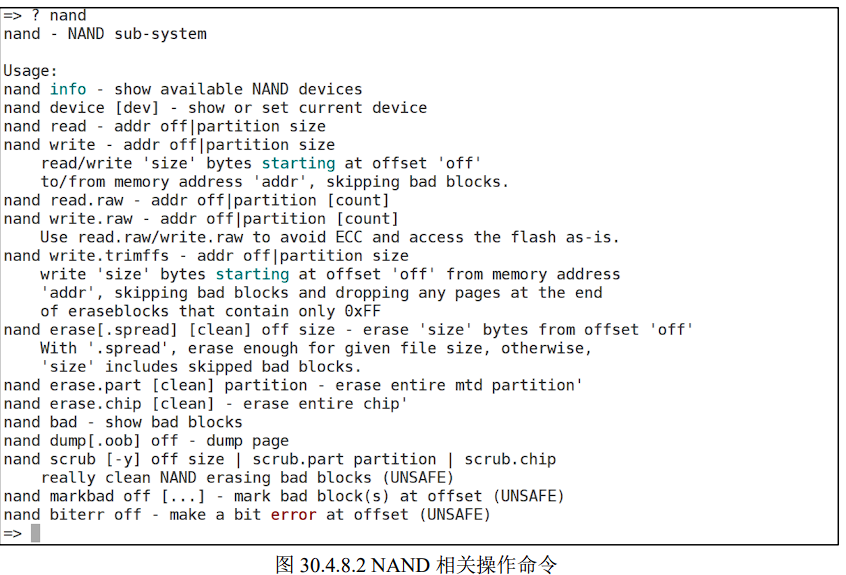 => ? nand
nand - NAND sub-system
Usage:
nand info - show available NAND devices
nand device [dev] - show or set current device
nand read - addr off|partition size
nand write - addr off|partition size
    read/write 'size' bytes starting at offset 'off'
    to/from memory address 'addr', skipping bad blocks.
nand read.raw - addr off|partition [count]
nand write.raw - addr off|partition [count]
    Use read.raw/write.raw to avoid ECC and access the flash as-is.
nand write.trimffs - addr off|partition size
    write 'size' bytes starting at offset 'off' from memory address
    'addr', skipping bad blocks and dropping any pages at the end
    of eraseblocks that contain only 0xFF
nand erase[.spread] [clean] off size - erase 'size' bytes from offset 'off'
    With '.spread', erase enough for given file size, otherwise,
    'size' includes skipped bad blocks.
nand erase.part [clean] partition - erase entire mtd partition'
nand erase.chip [clean] - erase entire chip'
nand bad - show bad blocks
nand dump[.oob] off - dump page
nand scrub [-y] off size | scrub.part partition | scrub.chip
    really clean NAND erasing bad blocks (UNSAFE)
nand markbad off [...] - mark bad block(s) at offset (UNSAFE)
nand biterr off - make a bit error at offset (UNSAFE)
=>
图 30.4.8.2 NAND 相关操作命令